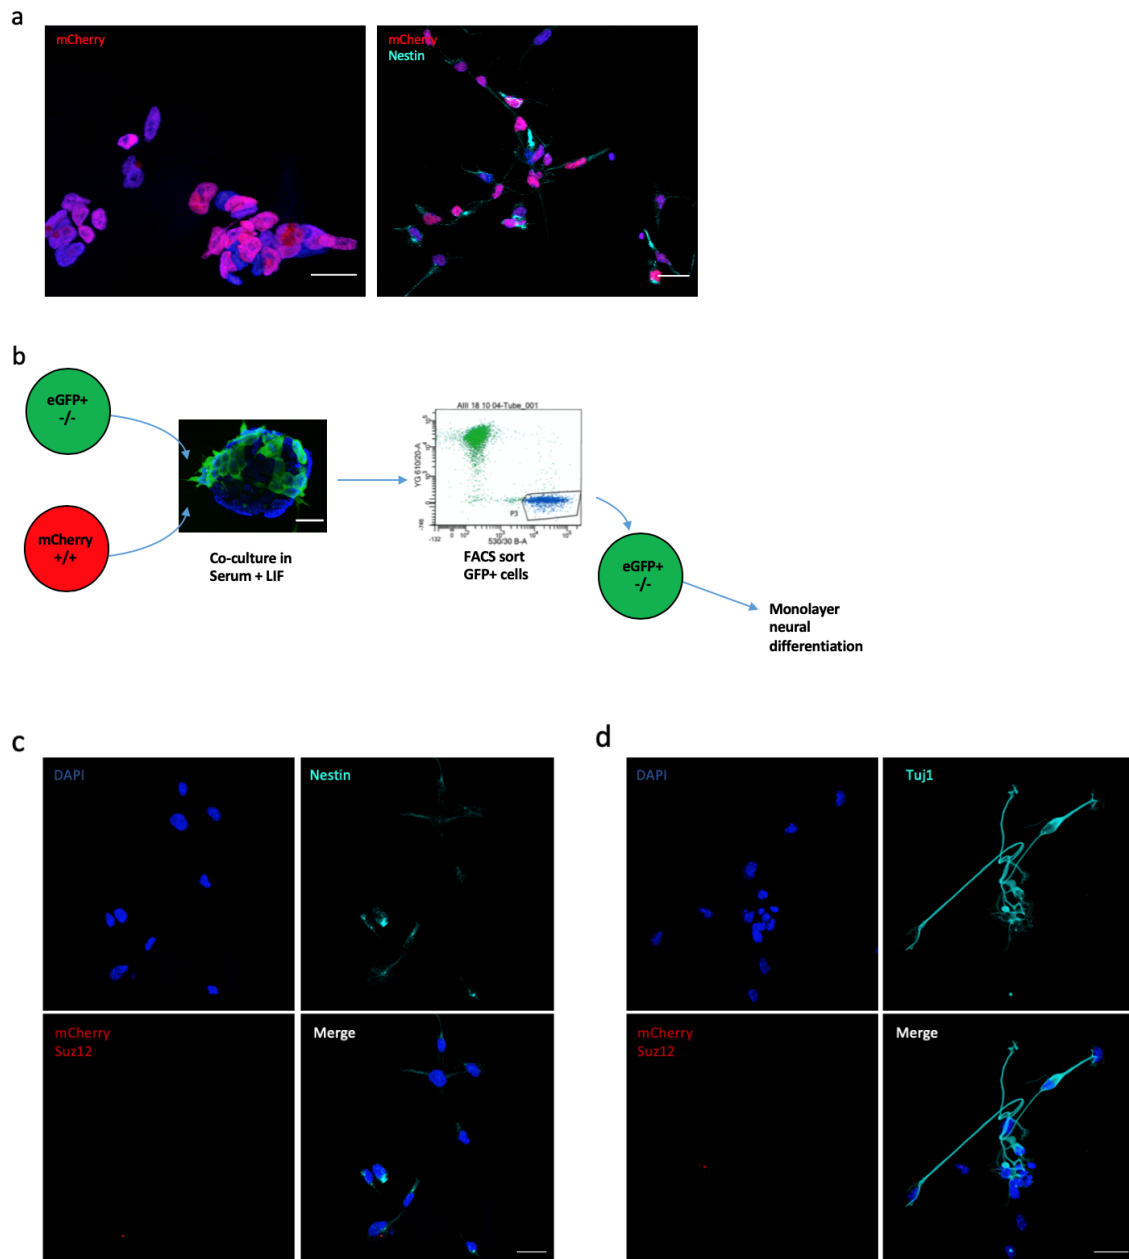 a
mCherry
mCherry
Nestin
b
eGFP+
-/-
mCherry
+/+
Co-culture in
Serum + LIF
AIII 18 10 04-Tube_001
YG 610/20-A
P3
530/30 B-A
FACS sort
GFP+ cells
eGFP+
-/-
Monolayer
neural
differentiation
c
DAPI
Nestin
mCherry
Suz12
Merge
d
DAPI
Tuj1
mCherry
Suz12
Merge